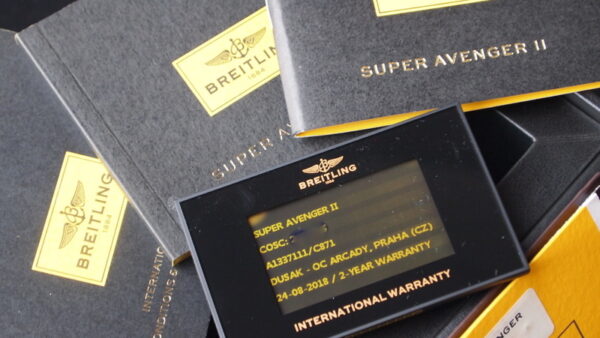 BREITLING
1884
SUPER AVENGER II
BREITLING
1884
SUPER A
BREITLING
1884
BREITLING
1884
SUPER AVENGER II
COSC:
A1337111/C871
DUSAK - OC ARCADY, PRAHA (CZ)
24-08-2018 / 2-YEAR WARRANTY
INTERNATIONAL WARRANTY